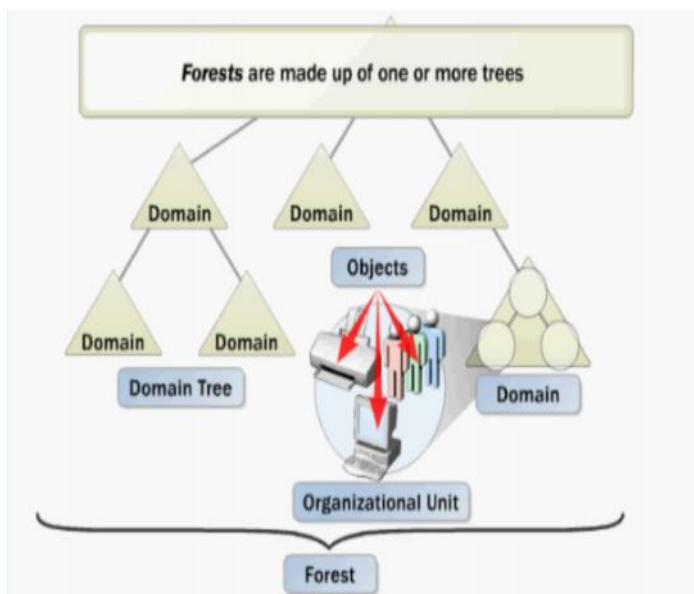 Forests are made up of one or more trees
Domain
Domain
Domain
Objects
Domain
Domain
Domain Tree
Domain
Organizational Unit
Forest